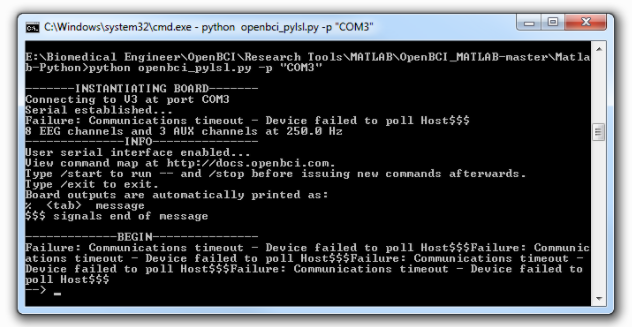 C:\Windows\system32\cmd.exe - python  openbci_pylsl.py -p "COM3"
E:\Biomedical Engineer\OpenBCI\Research Tools\MATLAB\OpenBCI_MATLAB-master\Matla
b-Python>python openbci_pylsl.py -p "COM3"
-------INSTANTIATING BOARD-------
Connecting to V3 at port COM3
Serial established...
Failure: Communications timeout - Device failed to poll Host$$$
8 EEG channels and 3 AUX channels at 250.0 Hz
--------------INFO---------------
User serial interface enabled...
View command map at http://docs.openbci.com.
Type /start to run -- and /stop before issuing new commands afterwards.
Type /exit to exit.
Board outputs are automatically printed as:
%  <tab>  message
$$$ signals end of message
-------------BEGIN---------------
Failure: Communications timeout - Device failed to poll Host$$$Failure: Communic
ations timeout - Device failed to poll Host$$$Failure: Communications timeout -
Device failed to poll Host$$$Failure: Communications timeout - Device failed to
poll Host$$$
--> _